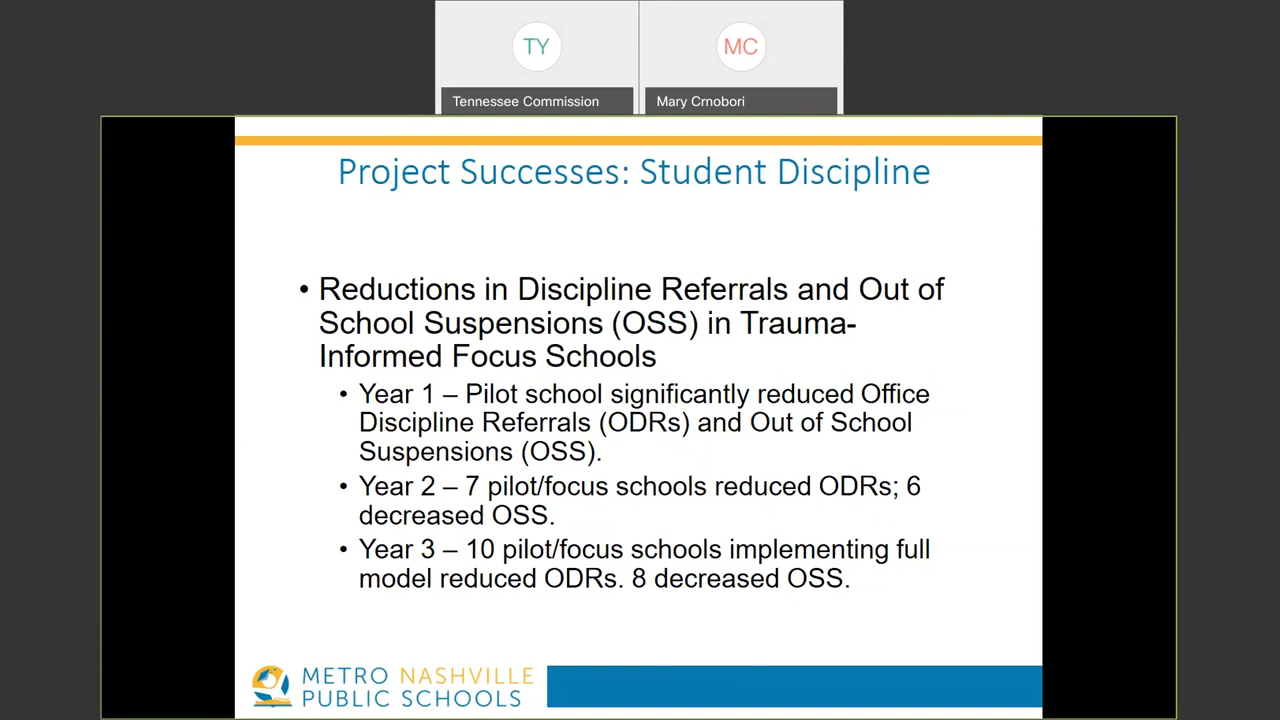 TY
MC
Tennessee Commission
Mary Crnobori
Project Successes: Student Discipline
• Reductions in Discipline Referrals and Out of
School Suspensions (OSS) in Trauma-
Informed Focus Schools
• Year 1 – Pilot school significantly reduced Office
Discipline Referrals (ODRs) and Out of School
Suspensions (OSS).
• Year 2 – 7 pilot/focus schools reduced ODRs; 6
decreased OSS.
• Year 3 – 10 pilot/focus schools implementing full
model reduced ODRs. 8 decreased OSS.
METRO NASHVILLE
PUBLIC SCHOOLS